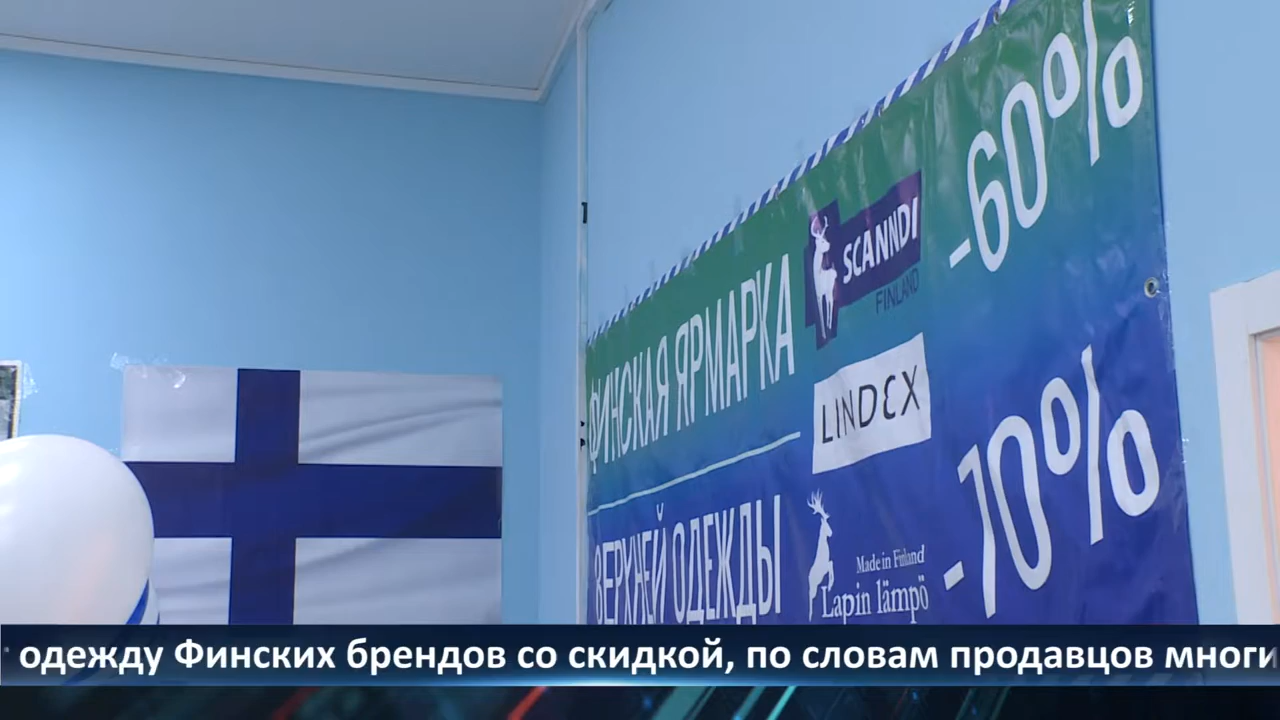 ФИНСКАЯ ЯРМАРКА
ВЕРХНЕЙ ОДЕЖДЫ
SCANNDI
FINLAND
LINDEX
Made in Finland
Lapin lämpö
-60%
-70%
одежду Финских брендов со скидкой, по словам продавцов многи